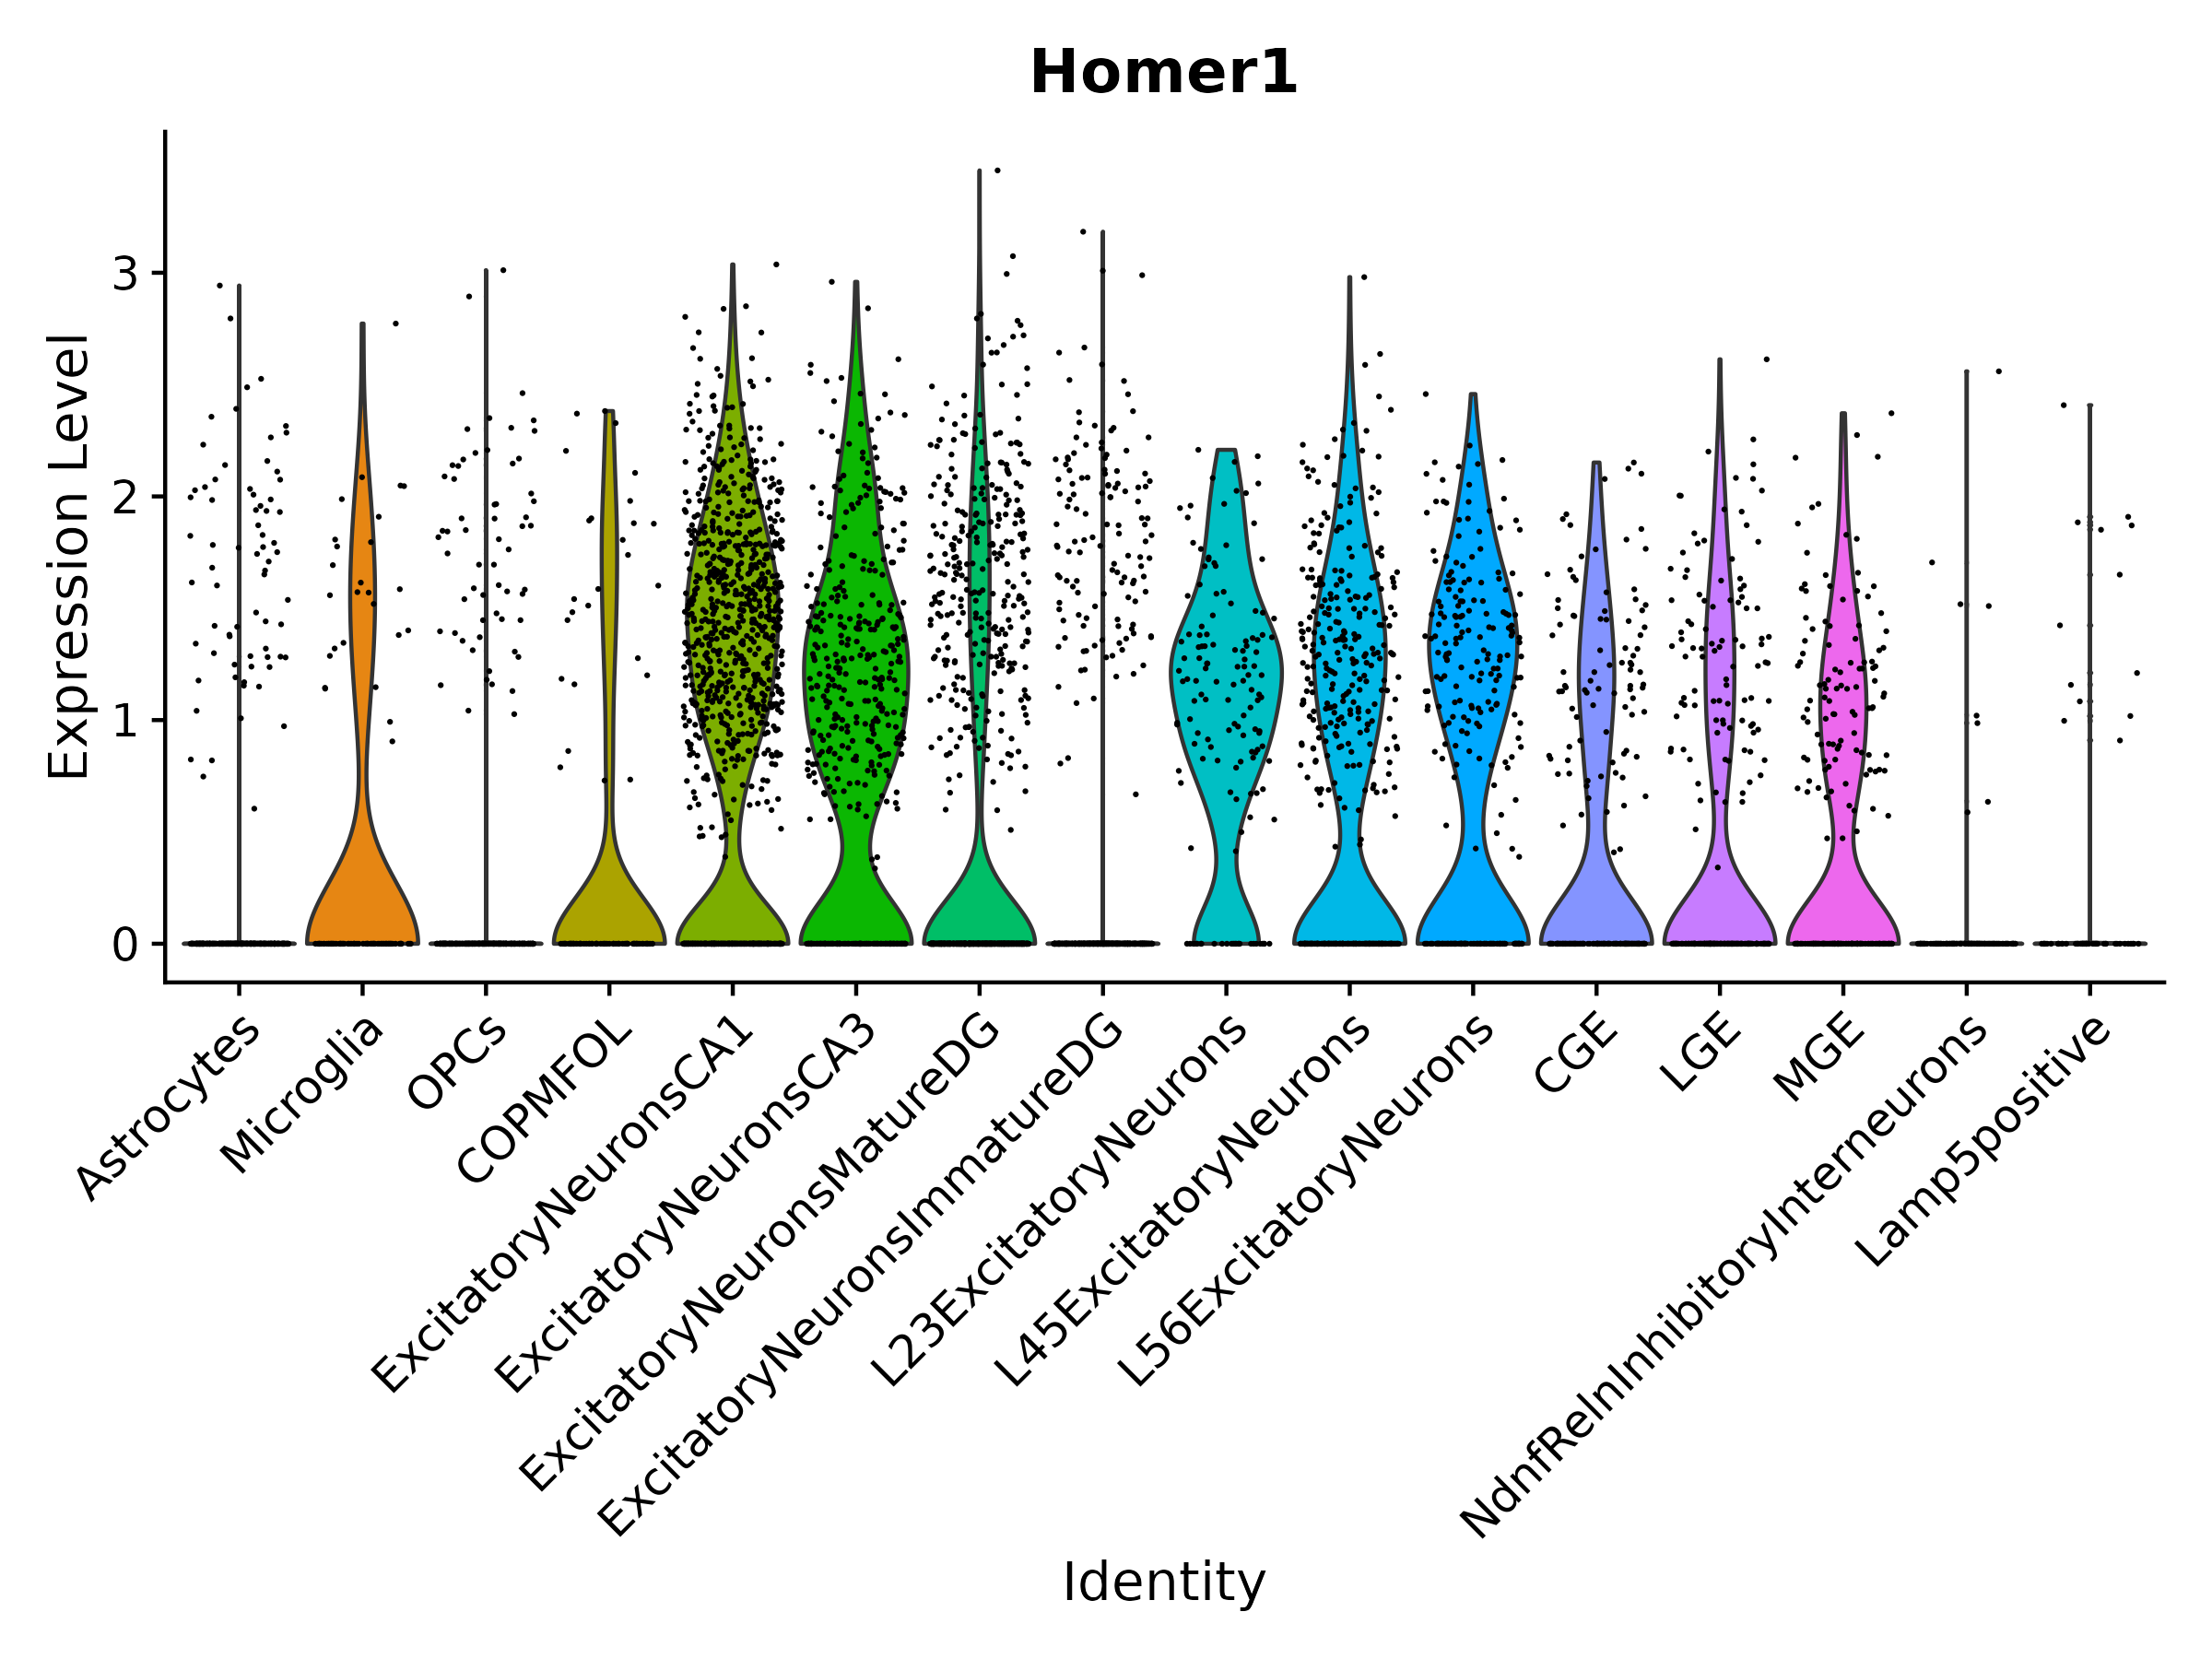 Homer1
Expression Level
3
2
1
0
Astrocytes
Microglia
OPCs
COPMFOL
ExcitatoryNeuronsCA1
ExcitatoryNeuronsCA3
ExcitatoryNeuronsMatureDG
ExcitatoryNeuronsImmatureDG
L23ExcitatoryNeurons
L45ExcitatoryNeurons
L56ExcitatoryNeurons
CGE
LGE
MGE
NdnfRelnInhibitoryInterneurons
Lamp5positive
Identity